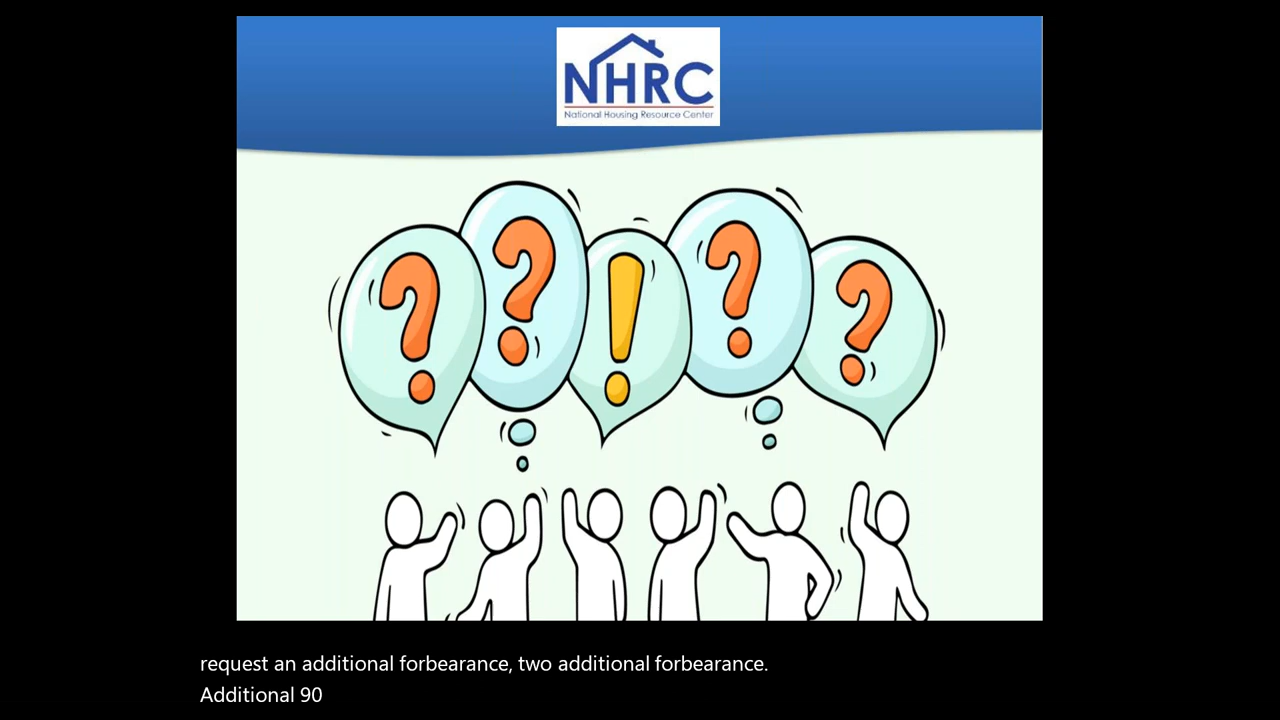 NHRC
National Housing Resource Center
? ? ! ? ?
request an additional forbearance, two additional forbearance.
Additional 90